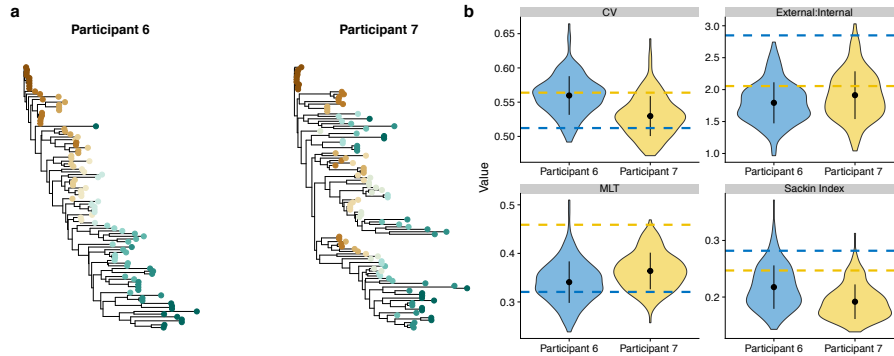 a
Participant 6
Participant 7
b
Value
CV
0.65
0.60
0.55
0.50
Participant 6
Participant 7
External:Internal
3.0
2.5
2.0
1.5
1.0
Participant 6
Participant 7
MLT
0.5
0.4
0.3
Participant 6
Participant 7
Sackin Index
0.3
0.2
Participant 6
Participant 7